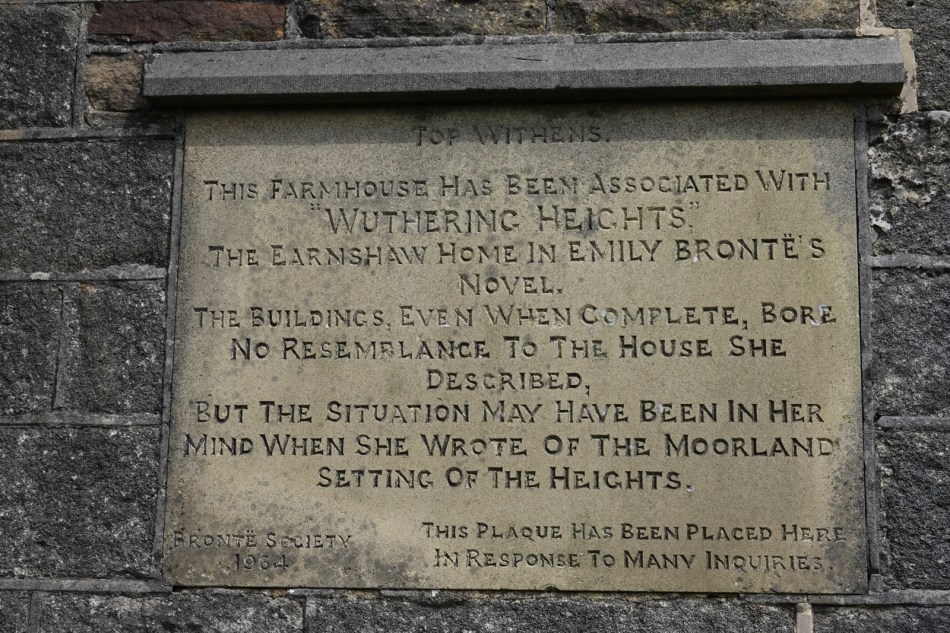 TOP WITHENS.
THIS FARMHOUSE HAS BEEN ASSOCIATED WITH
"WUTHERING HEIGHTS",
THE EARNSHAW HOME IN EMILY BRONTË'S
NOVEL.
THE BUILDINGS, EVEN WHEN COMPLETE, BORE
NO RESEMBLANCE TO THE HOUSE SHE
DESCRIBED,
BUT THE SITUATION MAY HAVE BEEN IN HER
MIND WHEN SHE WROTE OF THE MOORLAND
SETTING OF THE HEIGHTS.
BRONTË SOCIETY
1964
THIS PLAQUE HAS BEEN PLACED HERE
IN RESPONSE TO MANY INQUIRIES.